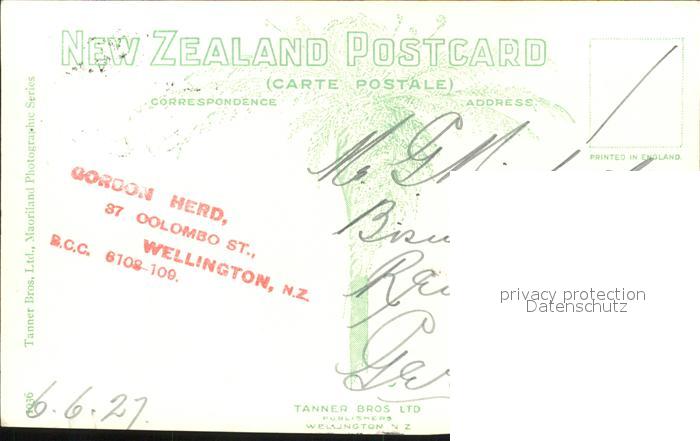 NEW ZEALAND POSTCARD
(CARTE POSTALE)
CORRESPONDENCE
ADDRESS
PRINTED IN ENGLAND.
Tanner Bros, Ltd., Maoriland Photographic Series
GORDON HERD,
37 COLOMBO ST.,
WELLINGTON, N.Z.
B.C.C. 6108-109.
G
privacy protection
Datenschutz
6.6.27.
TANNER BROS LTD
PUBLISHERS
WELLINGTON N Z